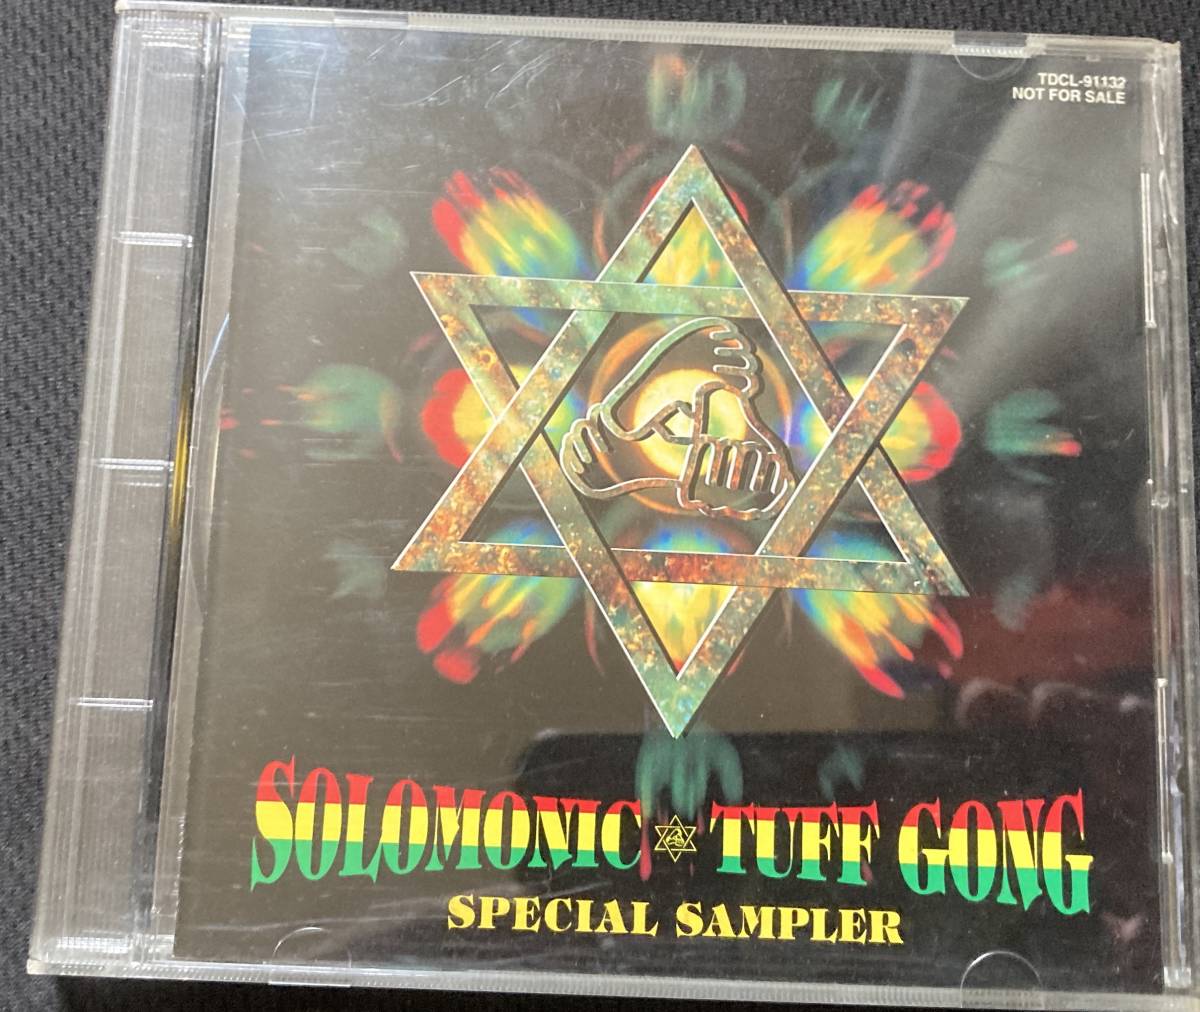 TDCL-91132
NOT FOR SALE
SOLOMONIC TUFF GONG
SPECIAL SAMPLER